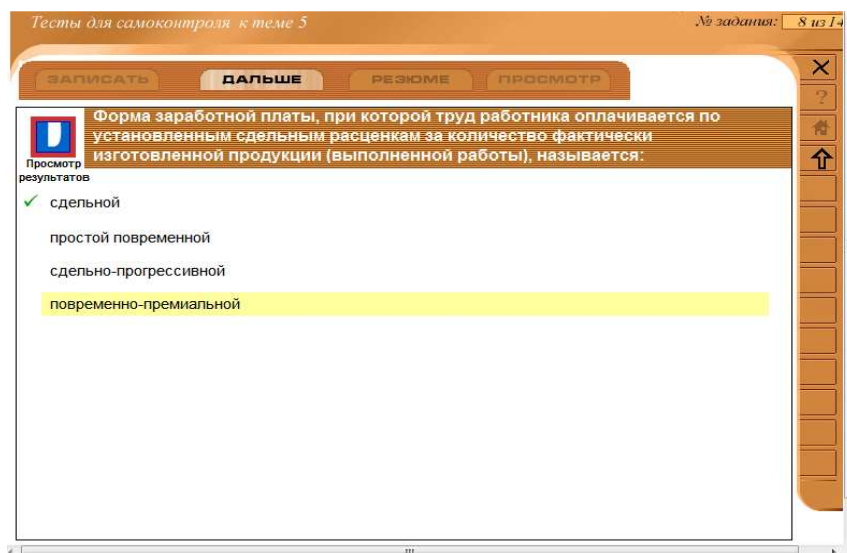 Тесты для самоконтроля к теме 5
№ задания: 8 из 14
ЗАПИСАТЬ ДАЛЬШЕ РЕЗЮМЕ ПРОСМОТР
Форма заработной платы, при которой труд работника оплачивается по
установленным сдельным расценкам за количество фактически
изготовленной продукции (выполненной работы), называется:
Просмотр
результатов
сдельной
простой повременной
сдельно-прогрессивной
повременно-премиальной